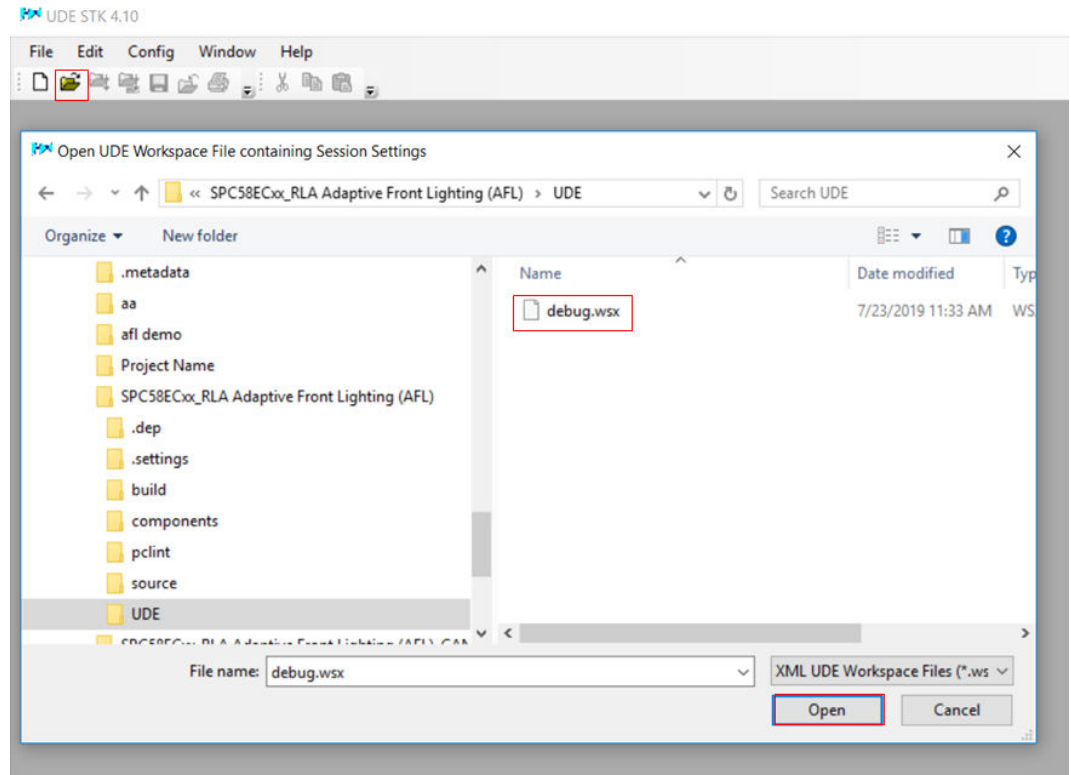 UDE STK 4.10
File Edit Config Window Help
Open UDE Workspace File containing Session Settings
« SPC58ECxx_RLA Adaptive Front Lighting (AFL) > UDE
Search UDE
Organize
New folder
Name
Date modified
Typ
.metadata
aa
afl demo
Project Name
SPC58ECxx_RLA Adaptive Front Lighting (AFL)
.dep
.settings
build
components
pclint
source
UDE
debug.wsx 7/23/2019 11:33 AM WS
File name: debug.wsx
XML UDE Workspace Files (*.ws
Open
Cancel